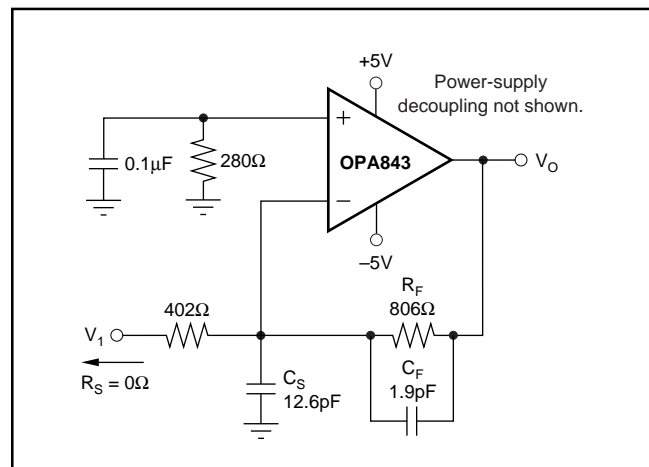 +5V
Power-supply
decoupling not shown.
+
0.1µF
280Ω
OPA843
V_O
−
−5V
R_F
402Ω
806Ω
V_1
C_F
R_S = 0Ω
C_S
1.9pF
12.6pF